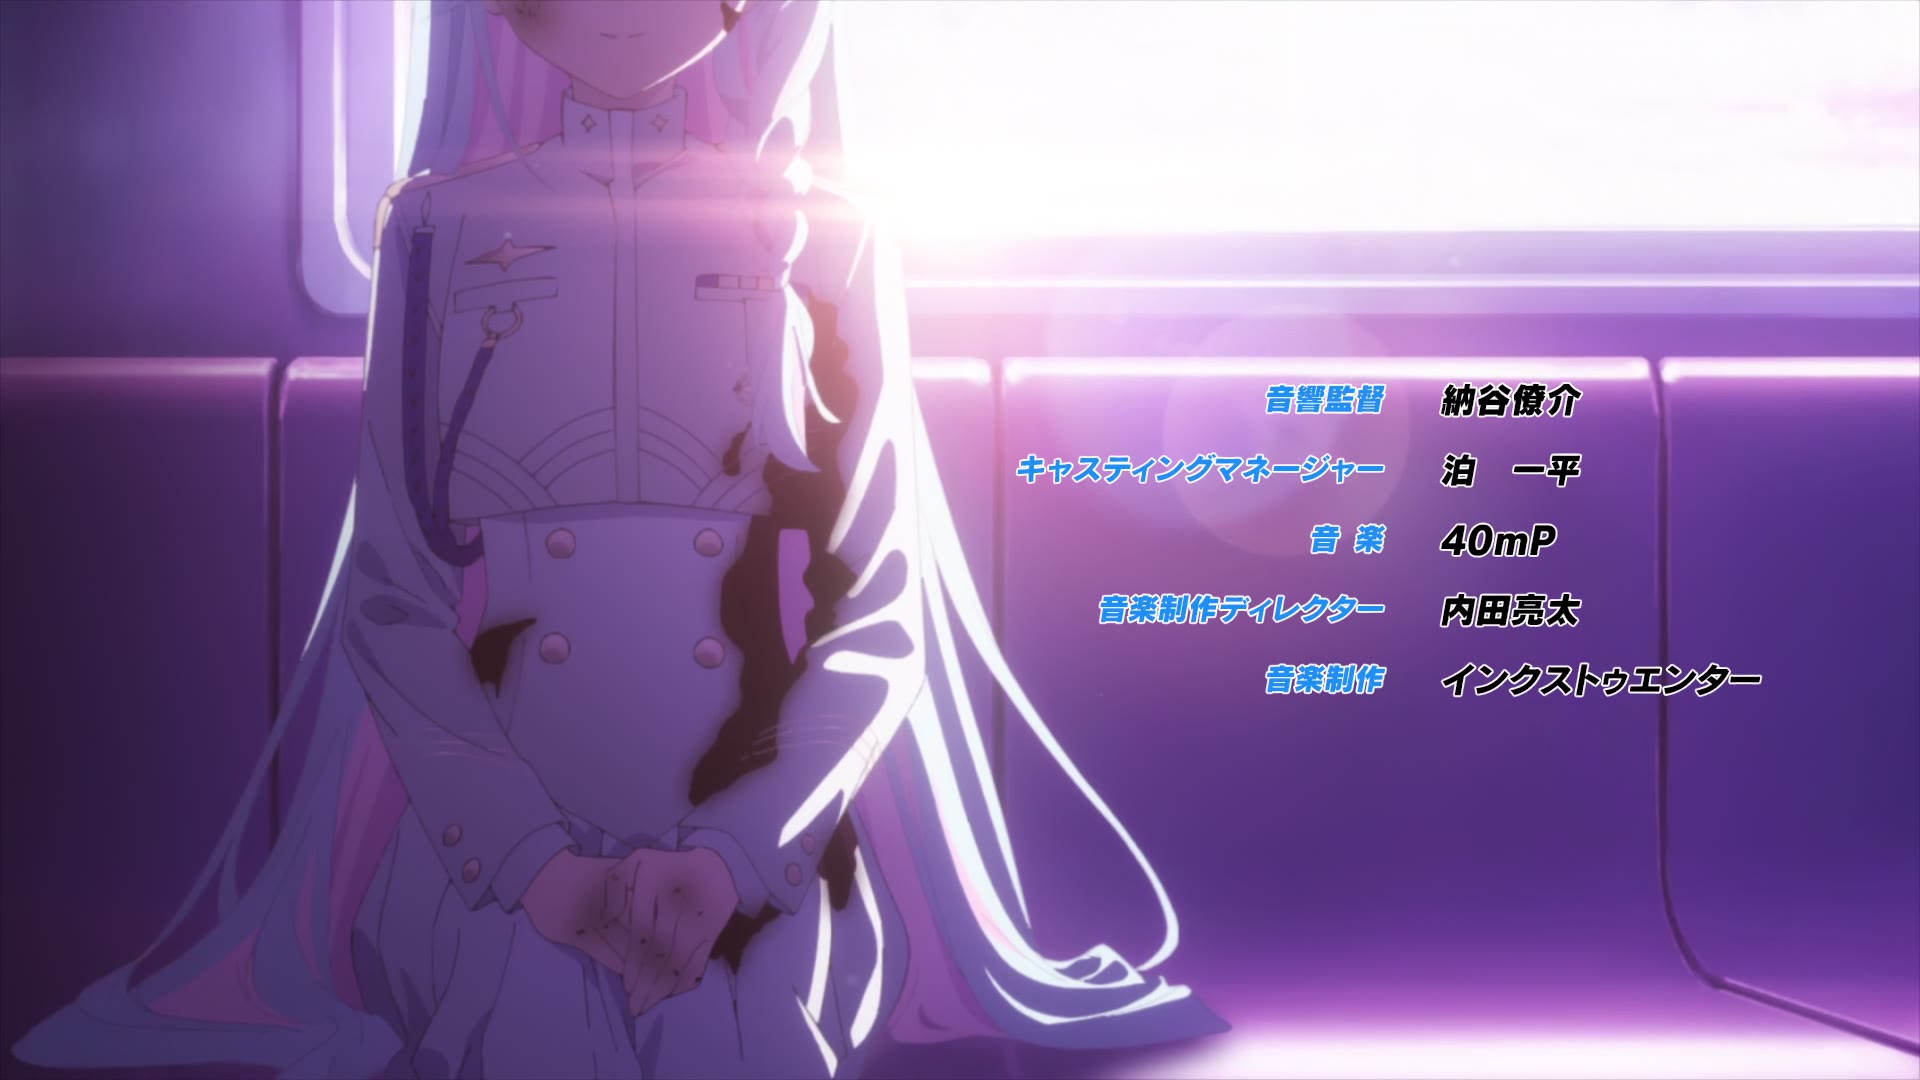 音響監督 納谷僚介
キャスティングマネージャー 泊 一平
音 楽 40mP
音楽制作ディレクター 内田亮太
音楽制作 インクストゥエンター